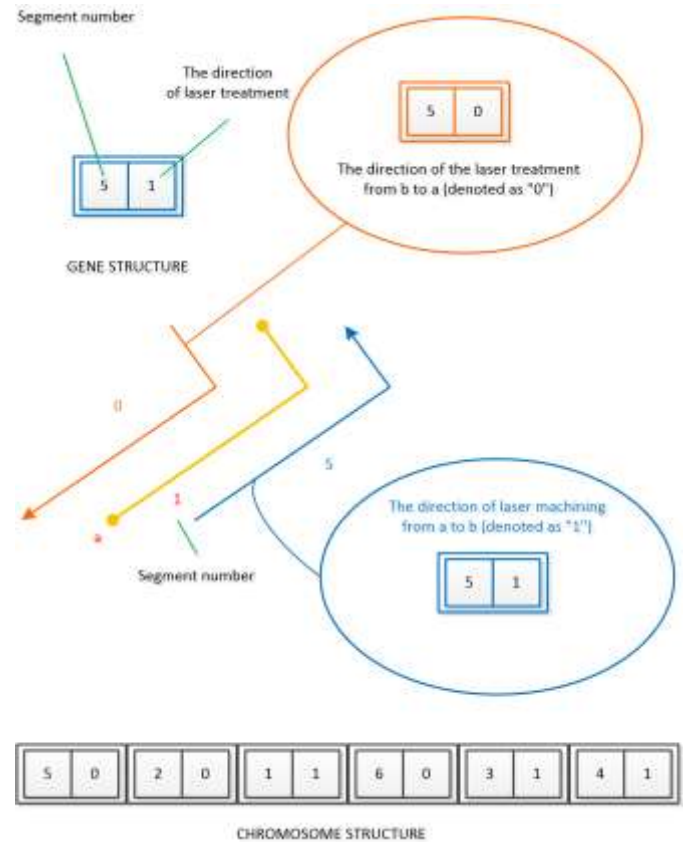 Segment number
The direction
of laser treatment
5 1
GENE STRUCTURE
5 0
The direction of the laser treatment
from b to a (denoted as "0")
0
5
1
a
Segment number
The direction of laser machining
from a to b (denoted as "1")
5 1
5 0 2 0 1 1 6 0 3 1 4 1
CHROMOSOME STRUCTURE